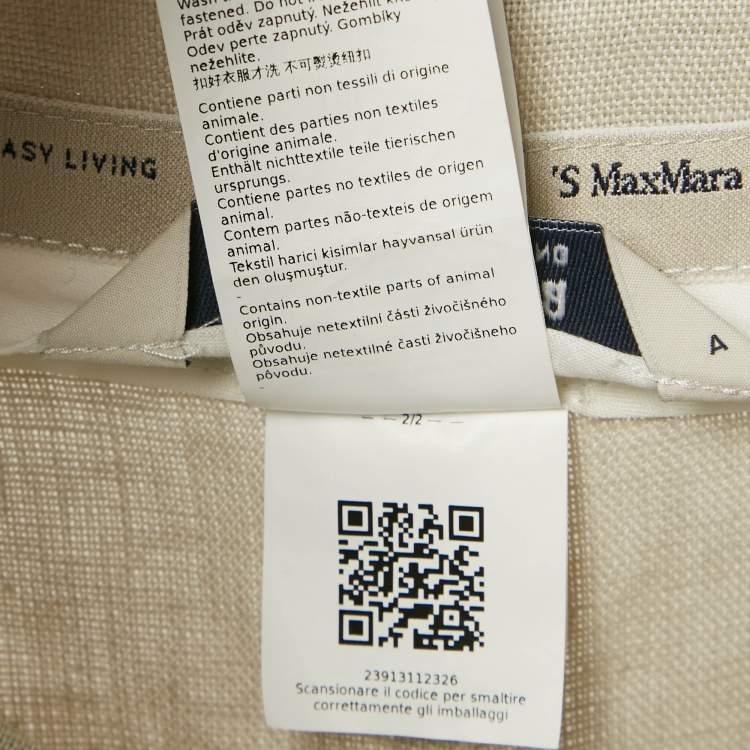 fastened. Do not
Prát oděv zapnutý. Nežehlit
Odev perte zapnutý. Gombíky
nežehlite.
扣好衣服才洗 不可熨烫纽扣
Contiene parti non tessili di origine
animale.
Contient des parties non textiles
d'origine animale.
Enthält nichttextile teile tierischen
ursprungs.
Contiene partes no textiles de origen
animal.
Contem partes não-texteis de origem
animal.
Tekstil harici kisimlar hayvansal ürün
den oluşmuştur.
-
Contains non-textile parts of animal
origin.
Obsahuje netextilní části živočišného
původu.
Obsahuje netextilné časti živočišneho
pôvodu.
-
ASY LIVING
'S MaxMara
A
— — 2/2 — —
23913112326
Scansionare il codice per smaltire
correttamente gli imballaggi